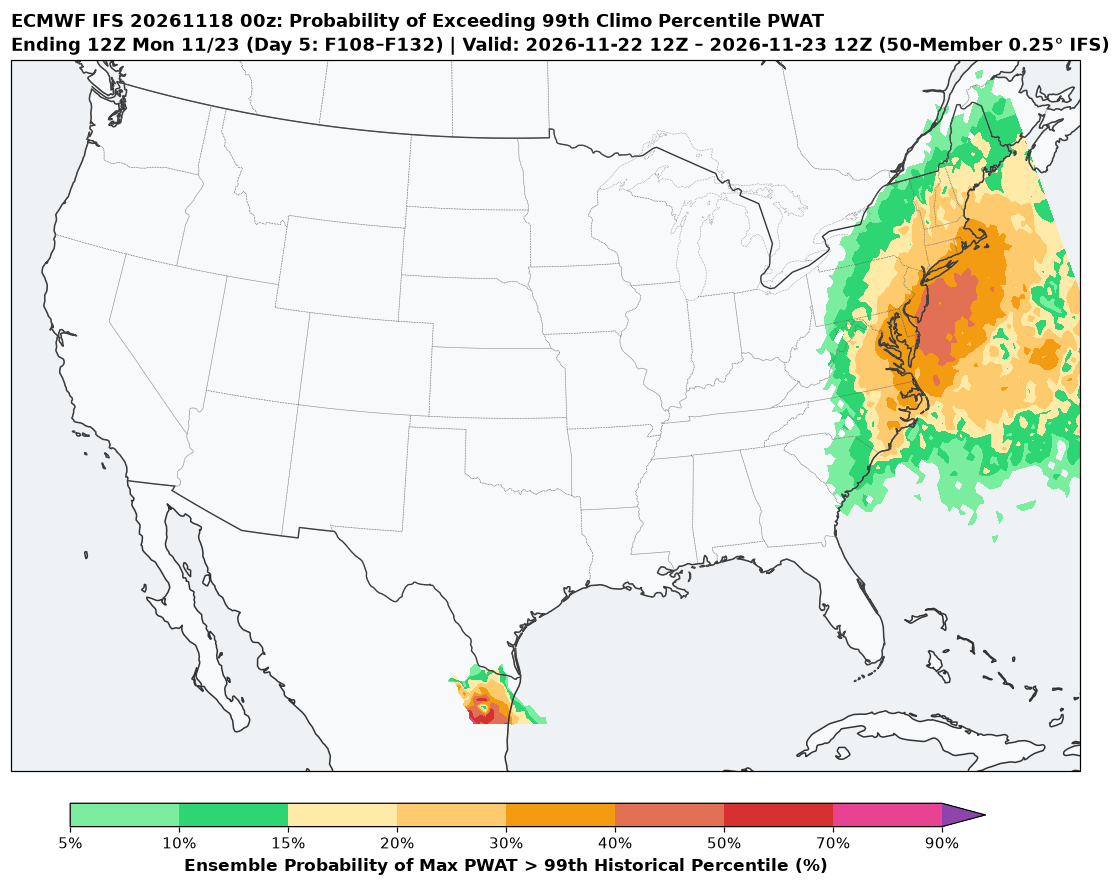 ECMWF IFS 20261118 00z: Probability of Exceeding 99th Climo Percentile PWAT
Ending 12Z Mon 11/23 (Day 5: F108–F132) | Valid: 2026-11-22 12Z – 2026-11-23 12Z (50-Member 0.25° IFS)
5% 10% 15% 20% 30% 40% 50% 70% 90%
Ensemble Probability of Max PWAT > 99th Historical Percentile (%)